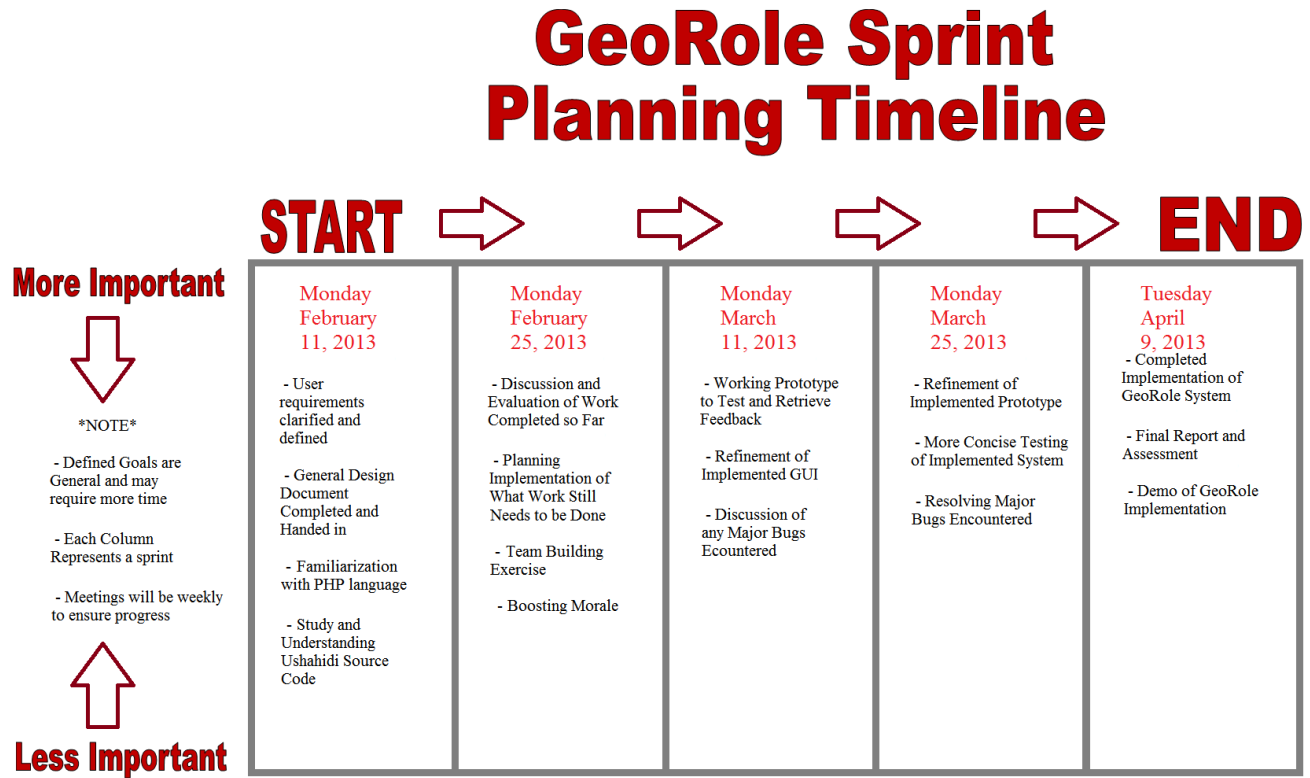 GeoRole Sprint
Planning Timeline
START
END
More Important
*NOTE*
- Defined Goals are
General and may
require more time
- Each Column
Represents a sprint
- Meetings will be weekly
to ensure progress
Less Important
Monday
February
11, 2013
- User
requirements
clarified and
defined
- General Design
Document
Completed and
Handed in
- Familiarization
with PHP language
- Study and
Understanding
Ushahidi Source
Code
Monday
February
25, 2013
- Discussion and
Evaluation of Work
Completed so Far
- Planning
Implementation of
What Work Still
Needs to be Done
- Team Building
Exercise
- Boosting Morale
Monday
March
11, 2013
- Working Prototype
to Test and Retrieve
Feedback
- Refinement of
Implemented GUI
- Discussion of
any Major Bugs
Ecountered
Monday
March
25, 2013
- Refinement of
Implemented Prototype
- More Concise Testing
of Implemented System
- Resolving Major
Bugs Encountered
Tuesday
April
9, 2013
- Completed
Implementation of
GeoRole System
- Final Report and
Assessment
- Demo of GeoRole
Implementation